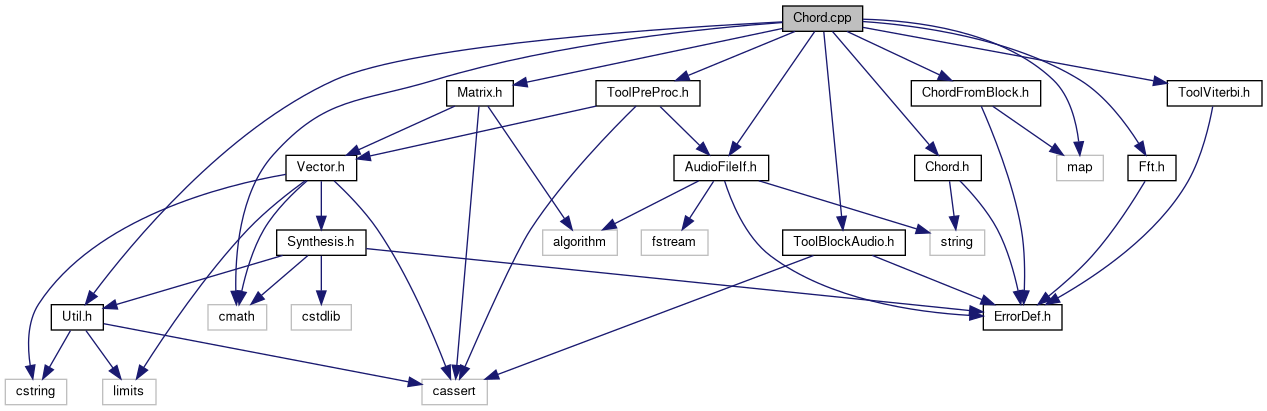 Chord.cpp
Matrix.h
ToolPreProc.h
ChordFromBlock.h
ToolViterbi.h
Vector.h
AudioFileIf.h
Chord.h
map
Fft.h
Synthesis.h
algorithm
fstream
ToolBlockAudio.h
string
Util.h
cmath
cstdlib
ErrorDef.h
cstring
limits
cassert